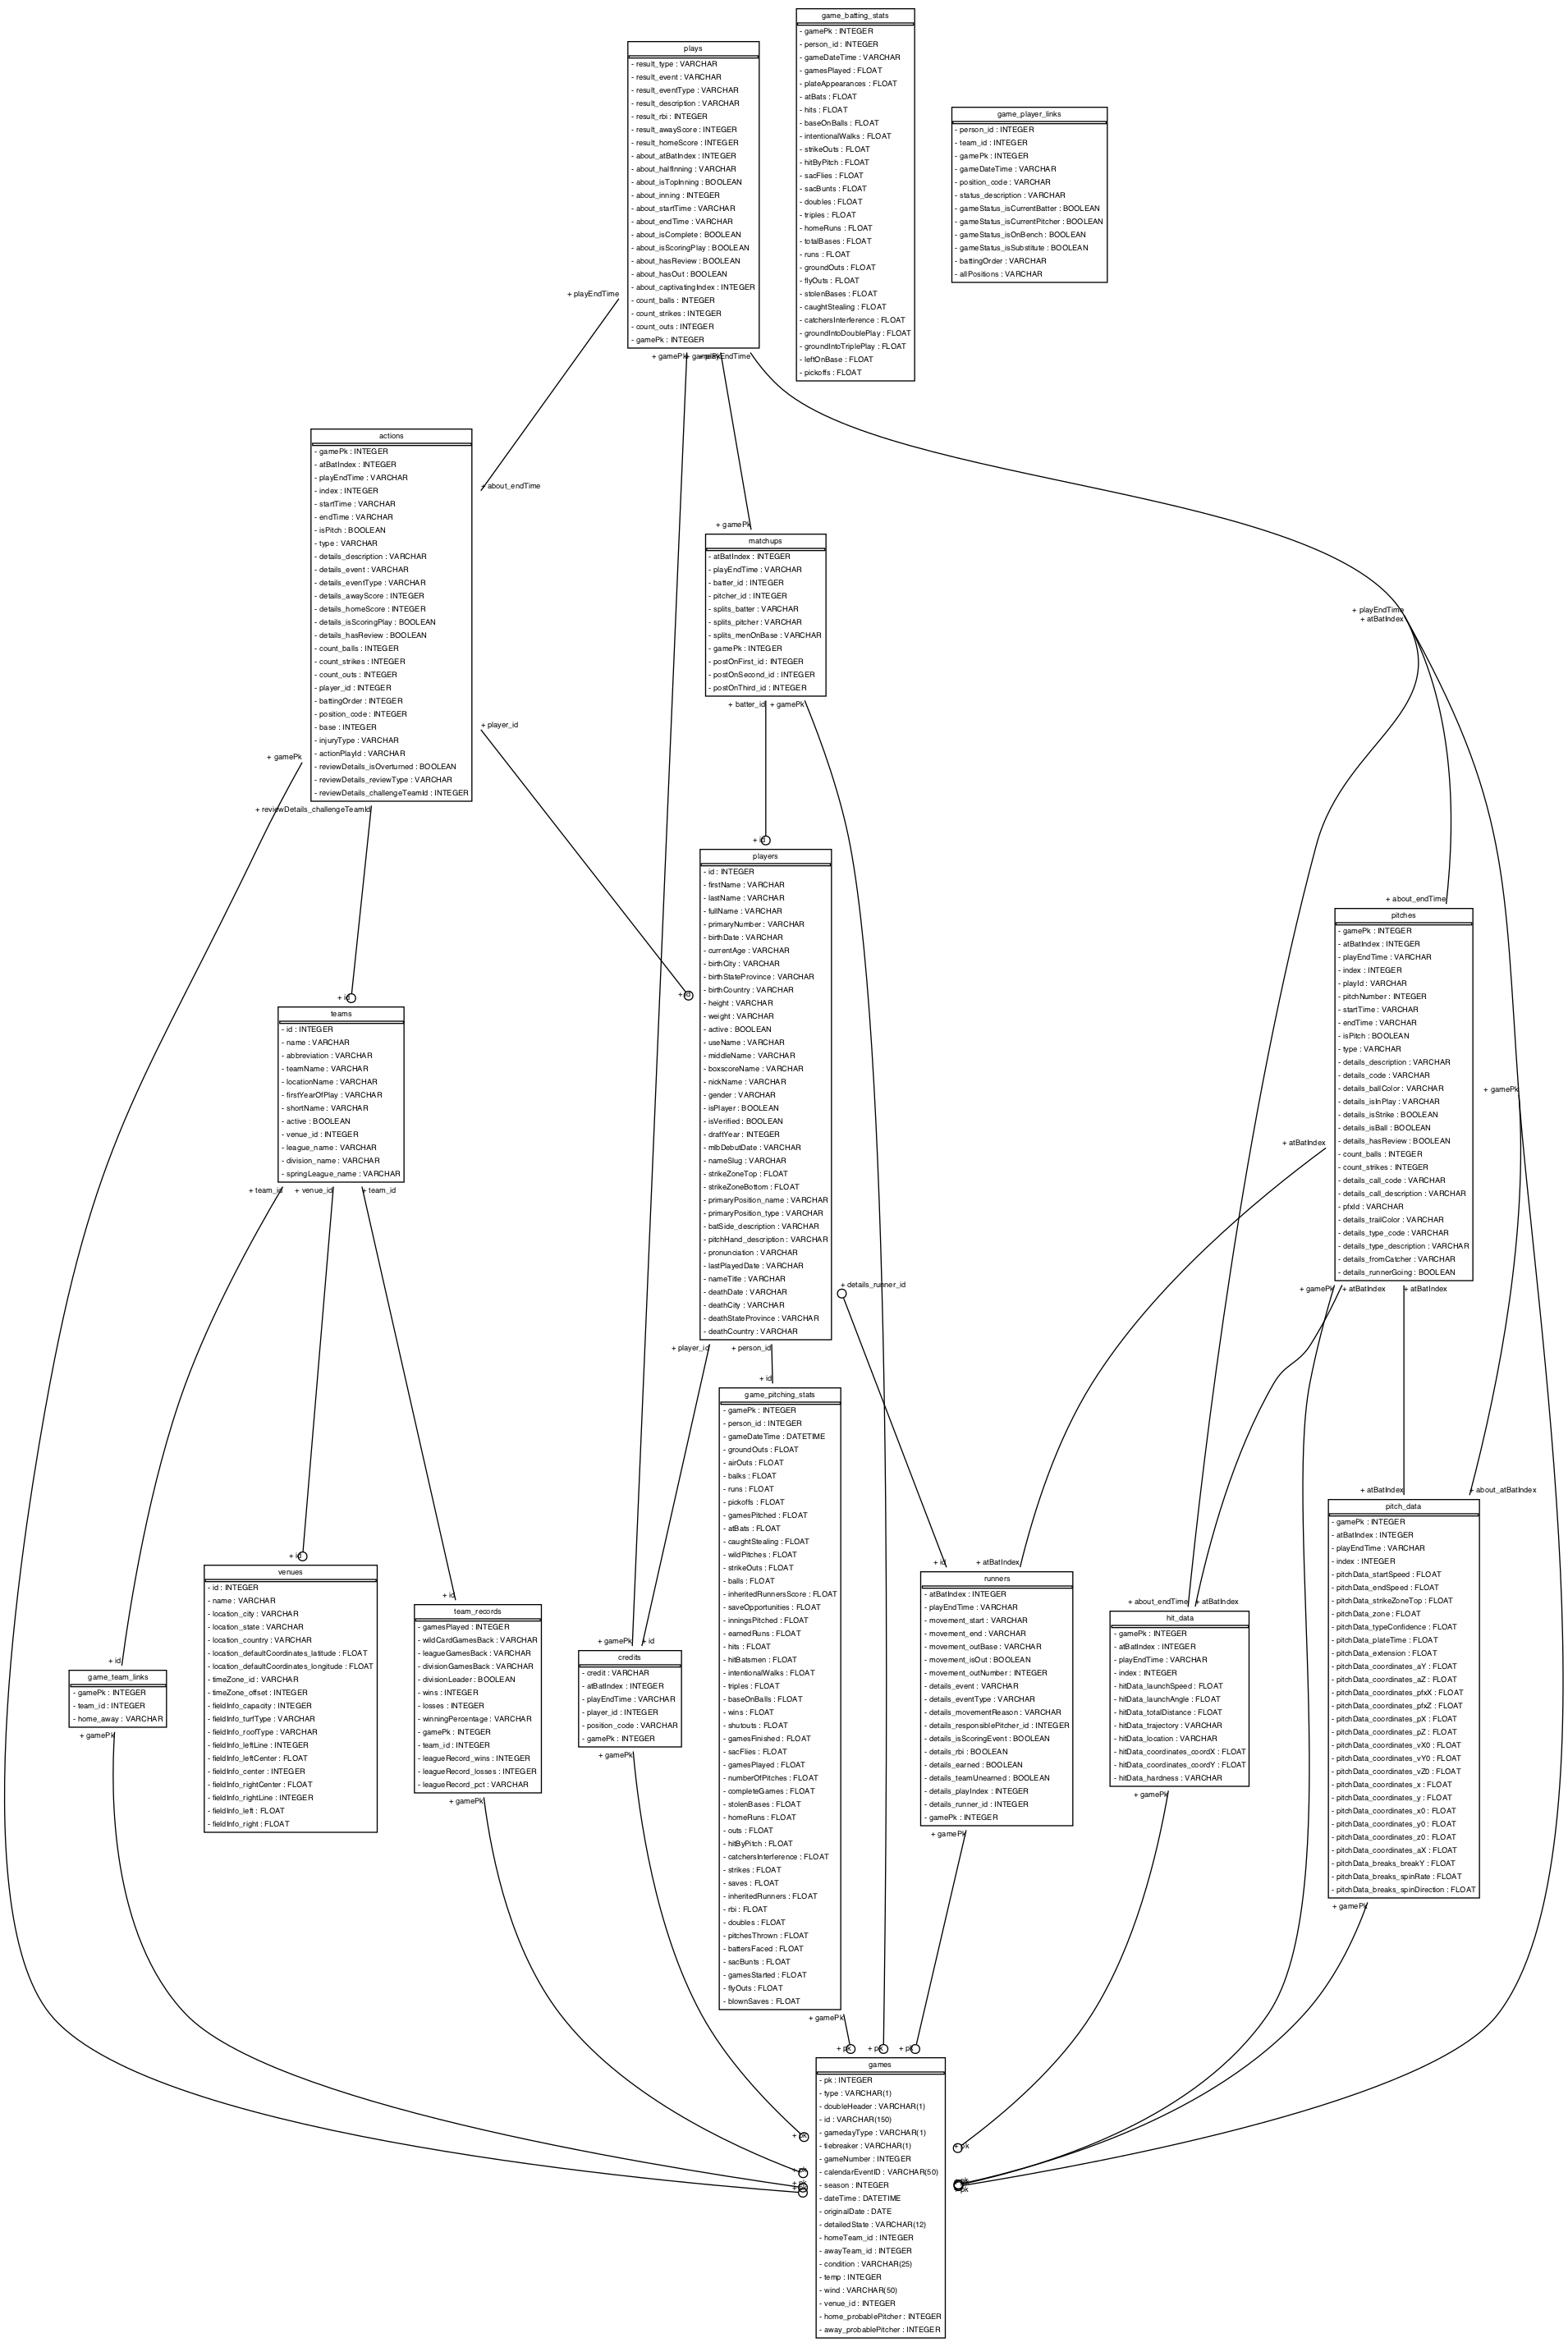 game_batting_stats
- gamePk : INTEGER
- person_id : INTEGER
- gameDateTime : VARCHAR
- gamesPlayed : FLOAT
- plateAppearances : FLOAT
- atBats : FLOAT
- hits : FLOAT
- baseOnBalls : FLOAT
- intentionalWalks : FLOAT
- strikeOuts : FLOAT
- hitByPitch : FLOAT
- sacFlies : FLOAT
- sacBunts : FLOAT
- doubles : FLOAT
- triples : FLOAT
- homeRuns : FLOAT
- totalBases : FLOAT
- runs : FLOAT
- groundOuts : FLOAT
- flyOuts : FLOAT
- stolenBases : FLOAT
- caughtStealing : FLOAT
- catchersInterference : FLOAT
- groundIntoDoublePlay : FLOAT
- groundIntoTriplePlay : FLOAT
- leftOnBase : FLOAT
- pickoffs : FLOAT
plays
- result_type : VARCHAR
- result_event : VARCHAR
- result_eventType : VARCHAR
- result_description : VARCHAR
- result_rbi : INTEGER
- result_awayScore : INTEGER
- result_homeScore : INTEGER
- about_atBatIndex : INTEGER
- about_halfInning : VARCHAR
- about_isTopInning : BOOLEAN
- about_inning : INTEGER
- about_startTime : VARCHAR
- about_endTime : VARCHAR
- about_isComplete : BOOLEAN
- about_isScoringPlay : BOOLEAN
- about_hasReview : BOOLEAN
- about_hasOut : BOOLEAN
- about_captivatingIndex : INTEGER
- count_balls : INTEGER
- count_strikes : INTEGER
- count_outs : INTEGER
- gamePk : INTEGER
game_player_links
- person_id : INTEGER
- team_id : INTEGER
- gamePk : INTEGER
- gameDateTime : VARCHAR
- position_code : VARCHAR
- status_description : VARCHAR
- gameStatus_isCurrentBatter : BOOLEAN
- gameStatus_isCurrentPitcher : BOOLEAN
- gameStatus_isOnBench : BOOLEAN
- gameStatus_isSubstitute : BOOLEAN
- battingOrder : VARCHAR
- allPositions : VARCHAR
+ playEndTime
+ gamePk
+ gamePk
+ playEndTime
actions
- gamePk : INTEGER
- atBatIndex : INTEGER
- playEndTime : VARCHAR
- index : INTEGER
- startTime : VARCHAR
- endTime : VARCHAR
- isPitch : BOOLEAN
- type : VARCHAR
- details_description : VARCHAR
- details_event : VARCHAR
- details_eventType : VARCHAR
- details_awayScore : INTEGER
- details_homeScore : INTEGER
- details_isScoringPlay : BOOLEAN
- details_hasReview : BOOLEAN
- count_balls : INTEGER
- count_strikes : INTEGER
- count_outs : INTEGER
- player_id : INTEGER
- battingOrder : INTEGER
- position_code : INTEGER
- base : INTEGER
- injuryType : VARCHAR
- actionPlayId : VARCHAR
- reviewDetails_isOverturned : BOOLEAN
- reviewDetails_reviewType : VARCHAR
- reviewDetails_challengeTeamId : INTEGER
+ about_endTime
+ player_id
+ gamePk
+ reviewDetails_challengeTeamId
+ gamePk
matchups
- atBatIndex : INTEGER
- playEndTime : VARCHAR
- batter_id : INTEGER
- pitcher_id : INTEGER
- splits_batter : VARCHAR
- splits_pitcher : VARCHAR
- splits_menOnBase : VARCHAR
- gamePk : INTEGER
- postOnFirst_id : INTEGER
- postOnSecond_id : INTEGER
- postOnThird_id : INTEGER
+ batter_id
+ gamePk
+ playEndTime
+ atBatIndex
+ id
players
- id : INTEGER
- firstName : VARCHAR
- lastName : VARCHAR
- fullName : VARCHAR
- primaryNumber : VARCHAR
- birthDate : VARCHAR
- currentAge : VARCHAR
- birthCity : VARCHAR
- birthStateProvince : VARCHAR
- birthCountry : VARCHAR
- height : VARCHAR
- weight : VARCHAR
- active : BOOLEAN
- useName : VARCHAR
- middleName : VARCHAR
- boxscoreName : VARCHAR
- nickName : VARCHAR
- gender : VARCHAR
- isPlayer : BOOLEAN
- isVerified : BOOLEAN
- draftYear : INTEGER
- mlbDebutDate : VARCHAR
- nameSlug : VARCHAR
- strikeZoneTop : FLOAT
- strikeZoneBottom : FLOAT
- primaryPosition_name : VARCHAR
- primaryPosition_type : VARCHAR
- batSide_description : VARCHAR
- pitchHand_description : VARCHAR
- pronunciation : VARCHAR
- lastPlayedDate : VARCHAR
- nameTitle : VARCHAR
- deathDate : VARCHAR
- deathCity : VARCHAR
- deathStateProvince : VARCHAR
- deathCountry : VARCHAR
+ id
+ details_runner_id
+ player_id
+ person_id
+ about_endTime
pitches
- gamePk : INTEGER
- atBatIndex : INTEGER
- playEndTime : VARCHAR
- index : INTEGER
- playId : VARCHAR
- pitchNumber : INTEGER
- startTime : VARCHAR
- endTime : VARCHAR
- isPitch : BOOLEAN
- type : VARCHAR
- details_description : VARCHAR
- details_code : VARCHAR
- details_ballColor : VARCHAR
- details_isInPlay : BOOLEAN
- details_isStrike : BOOLEAN
- details_isBall : BOOLEAN
- details_hasReview : BOOLEAN
- count_balls : INTEGER
- count_strikes : INTEGER
- details_call_code : VARCHAR
- details_call_description : VARCHAR
- pfxId : VARCHAR
- details_trailColor : VARCHAR
- details_type_code : VARCHAR
- details_type_description : VARCHAR
- details_fromCatcher : VARCHAR
- details_runnerGoing : BOOLEAN
+ gamePk
+ atBatIndex
+ gamePk
+ atBatIndex
+ atBatIndex
+ id
teams
- id : INTEGER
- name : VARCHAR
- abbreviation : VARCHAR
- teamName : VARCHAR
- locationName : VARCHAR
- firstYearOfPlay : VARCHAR
- shortName : VARCHAR
- active : BOOLEAN
- venue_id : INTEGER
- league_name : VARCHAR
- division_name : VARCHAR
- springLeague_name : VARCHAR
+ team_id
+ venue_id
+ team_id
+ id
game_pitching_stats
- gamePk : INTEGER
- person_id : INTEGER
- gameDateTime : DATETIME
- groundOuts : FLOAT
- airOuts : FLOAT
- balks : FLOAT
- runs : FLOAT
- pickoffs : FLOAT
- gamesPitched : FLOAT
- atBats : FLOAT
- caughtStealing : FLOAT
- wildPitches : FLOAT
- strikeOuts : FLOAT
- balls : FLOAT
- inheritedRunnersScore : FLOAT
- saveOpportunities : FLOAT
- inningsPitched : FLOAT
- earnedRuns : FLOAT
- hits : FLOAT
- hitBatsmen : FLOAT
- intentionalWalks : FLOAT
- triples : FLOAT
- baseOnBalls : FLOAT
- wins : FLOAT
- shutouts : FLOAT
- gamesFinished : FLOAT
- sacFlies : FLOAT
- gamesPlayed : FLOAT
- numberOfPitches : FLOAT
- completeGames : FLOAT
- stolenBases : FLOAT
- homeRuns : FLOAT
- outs : FLOAT
- hitByPitch : FLOAT
- catchersInterference : FLOAT
- strikes : FLOAT
- saves : FLOAT
- inheritedRunners : FLOAT
- rbi : FLOAT
- doubles : FLOAT
- pitchesThrown : FLOAT
- battersFaced : FLOAT
- sacBunts : FLOAT
- gamesStarted : FLOAT
- flyOuts : FLOAT
- blownSaves : FLOAT
+ gamePk
+ atBatIndex
+ about_atBatIndex
pitch_data
- gamePk : INTEGER
- atBatIndex : INTEGER
- playEndTime : VARCHAR
- index : INTEGER
- pitchData_startSpeed : FLOAT
- pitchData_endSpeed : FLOAT
- pitchData_strikeZoneTop : FLOAT
- pitchData_zone : FLOAT
- pitchData_typeConfidence : FLOAT
- pitchData_plateTime : FLOAT
- pitchData_extension : FLOAT
- pitchData_coordinates_aY : FLOAT
- pitchData_coordinates_aZ : FLOAT
- pitchData_coordinates_pfxX : FLOAT
- pitchData_coordinates_pfxZ : FLOAT
- pitchData_coordinates_pX : FLOAT
- pitchData_coordinates_pZ : FLOAT
- pitchData_coordinates_vX0 : FLOAT
- pitchData_coordinates_vY0 : FLOAT
- pitchData_coordinates_vZ0 : FLOAT
- pitchData_coordinates_x : FLOAT
- pitchData_coordinates_y : FLOAT
- pitchData_coordinates_x0 : FLOAT
- pitchData_coordinates_y0 : FLOAT
- pitchData_coordinates_z0 : FLOAT
- pitchData_coordinates_aX : FLOAT
- pitchData_breaks_breakY : FLOAT
- pitchData_breaks_spinRate : FLOAT
- pitchData_breaks_spinDirection : FLOAT
+ gamePk
+ id
venues
- id : INTEGER
- name : VARCHAR
- location_city : VARCHAR
- location_state : VARCHAR
- location_country : VARCHAR
- location_defaultCoordinates_latitude : FLOAT
- location_defaultCoordinates_longitude : FLOAT
- timeZone_id : VARCHAR
- timeZone_offset : INTEGER
- fieldInfo_capacity : INTEGER
- fieldInfo_turfType : VARCHAR
- fieldInfo_roofType : VARCHAR
- fieldInfo_leftLine : INTEGER
- fieldInfo_leftCenter : FLOAT
- fieldInfo_center : INTEGER
- fieldInfo_rightCenter : FLOAT
- fieldInfo_rightLine : INTEGER
- fieldInfo_left : FLOAT
- fieldInfo_right : FLOAT
+ id
team_records
- gamesPlayed : INTEGER
- wildCardGamesBack : VARCHAR
- leagueGamesBack : VARCHAR
- divisionGamesBack : VARCHAR
- divisionLeader : BOOLEAN
- wins : INTEGER
- losses : INTEGER
- winningPercentage : VARCHAR
- gamePk : INTEGER
- team_id : INTEGER
- leagueRecord_wins : INTEGER
- leagueRecord_losses : INTEGER
- leagueRecord_pct : VARCHAR
+ gamePk
+ id
+ atBatIndex
runners
- atBatIndex : INTEGER
- playEndTime : VARCHAR
- movement_start : VARCHAR
- movement_end : VARCHAR
- movement_outBase : VARCHAR
- movement_isOut : BOOLEAN
- movement_outNumber : INTEGER
- details_event : VARCHAR
- details_eventType : VARCHAR
- details_movementReason : VARCHAR
- details_responsiblePitcher_id : INTEGER
- details_isScoringEvent : BOOLEAN
- details_rbi : BOOLEAN
- details_earned : BOOLEAN
- details_teamUnearned : BOOLEAN
- details_playIndex : INTEGER
- details_runner_id : INTEGER
- gamePk : INTEGER
+ gamePk
+ about_endTime
+ atBatIndex
hit_data
- gamePk : INTEGER
- atBatIndex : INTEGER
- playEndTime : VARCHAR
- index : INTEGER
- hitData_launchSpeed : FLOAT
- hitData_launchAngle : FLOAT
- hitData_totalDistance : FLOAT
- hitData_trajectory : VARCHAR
- hitData_location : VARCHAR
- hitData_coordinates_coordX : FLOAT
- hitData_coordinates_coordY : FLOAT
- hitData_hardness : VARCHAR
+ gamePk
+ gamePk
+ id
credits
- credit : VARCHAR
- atBatIndex : INTEGER
- playEndTime : VARCHAR
- player_id : INTEGER
- position_code : VARCHAR
- gamePk : INTEGER
+ gamePk
+ id
game_team_links
- gamePk : INTEGER
- team_id : INTEGER
- home_away : VARCHAR
+ gamePk
+ pk
+ pk
+ pk
games
- pk : INTEGER
- type : VARCHAR(1)
- doubleHeader : VARCHAR(1)
- id : VARCHAR(150)
- gamedayType : VARCHAR(1)
- tiebreaker : VARCHAR(1)
- gameNumber : INTEGER
- calendarEventID : VARCHAR(50)
- season : INTEGER
- dateTime : DATETIME
- originalDate : DATE
- detailedState : VARCHAR(12)
- homeTeam_id : INTEGER
- awayTeam_id : INTEGER
- condition : VARCHAR(25)
- temp : INTEGER
- wind : VARCHAR(50)
- venue_id : INTEGER
- home_probablePitcher : INTEGER
- away_probablePitcher : INTEGER
+ pk
+ pk
+ pk
+ pk
+ pk